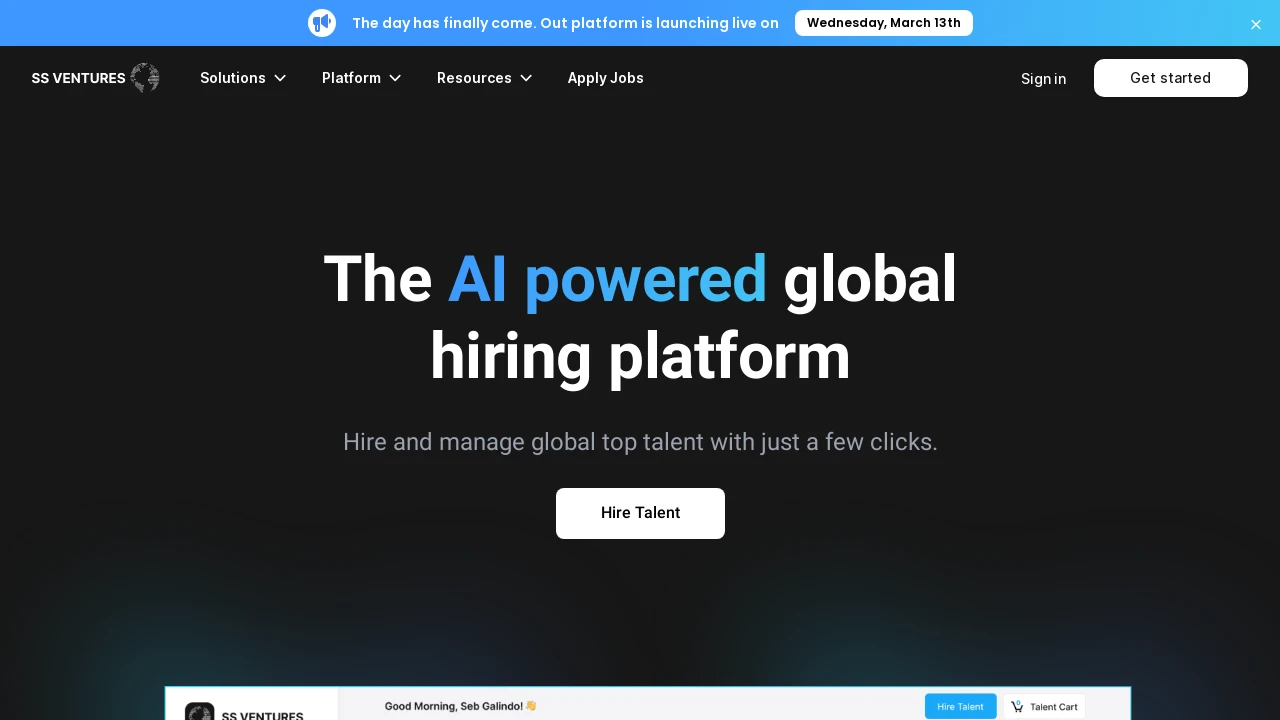 The day has finally come. Out platform is launching live on
Wednesday, March 13th
SS VENTURES
Solutions
Platform
Resources
Apply Jobs
Sign in
Get started
The AI powered global
hiring platform
Hire and manage global top talent with just a few clicks.
Hire Talent
SS VENTURES
Good Morning, Seb Galindo!
Hire Talent
Talent Cart